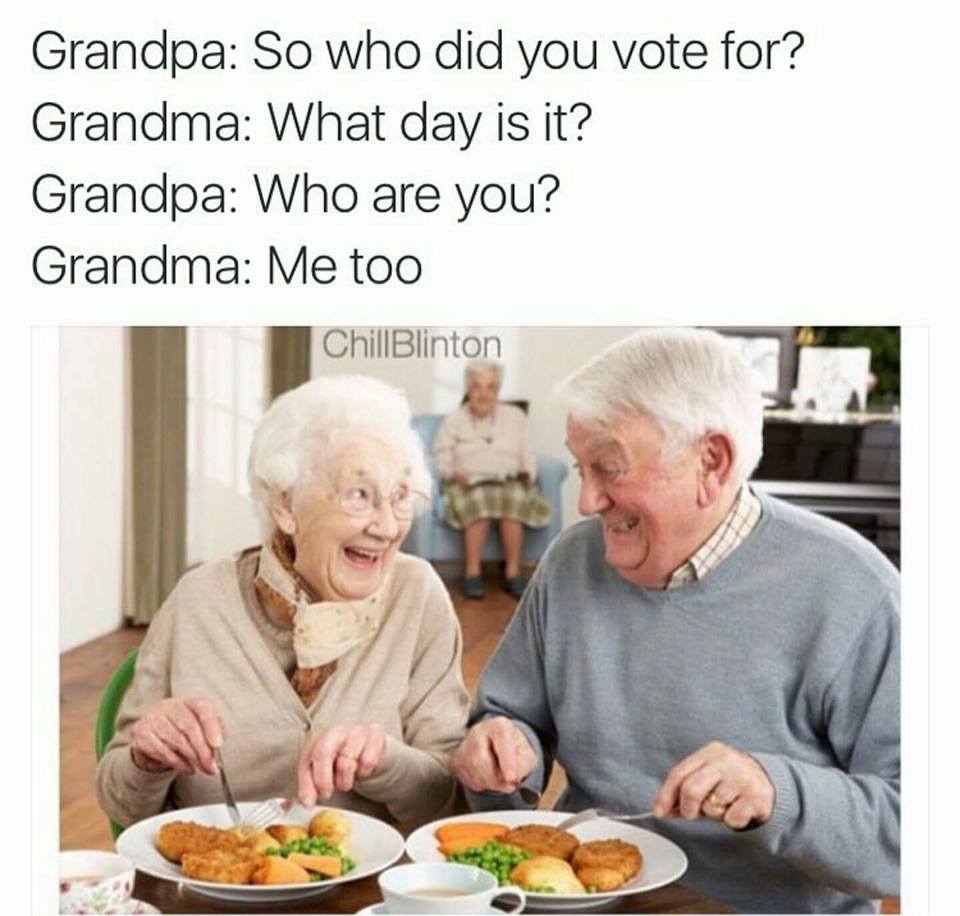 Grandpa: So who did you vote for?
Grandma: What day is it?
Grandpa: Who are you?
Grandma: Me too
ChillBlinton